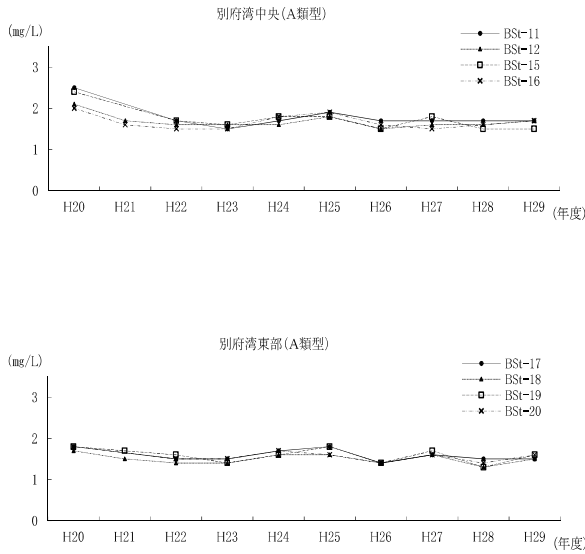 別府湾中央(A類型)
(mg/L)
BSt-11
BSt-12
BSt-15
BSt-16
3
2
1
0
H20 H21 H22 H23 H24 H25 H26 H27 H28 H29 (年度)
別府湾東部(A類型)
(mg/L)
BSt-17
BSt-18
BSt-19
BSt-20
3
2
1
0
H20 H21 H22 H23 H24 H25 H26 H27 H28 H29 (年度)